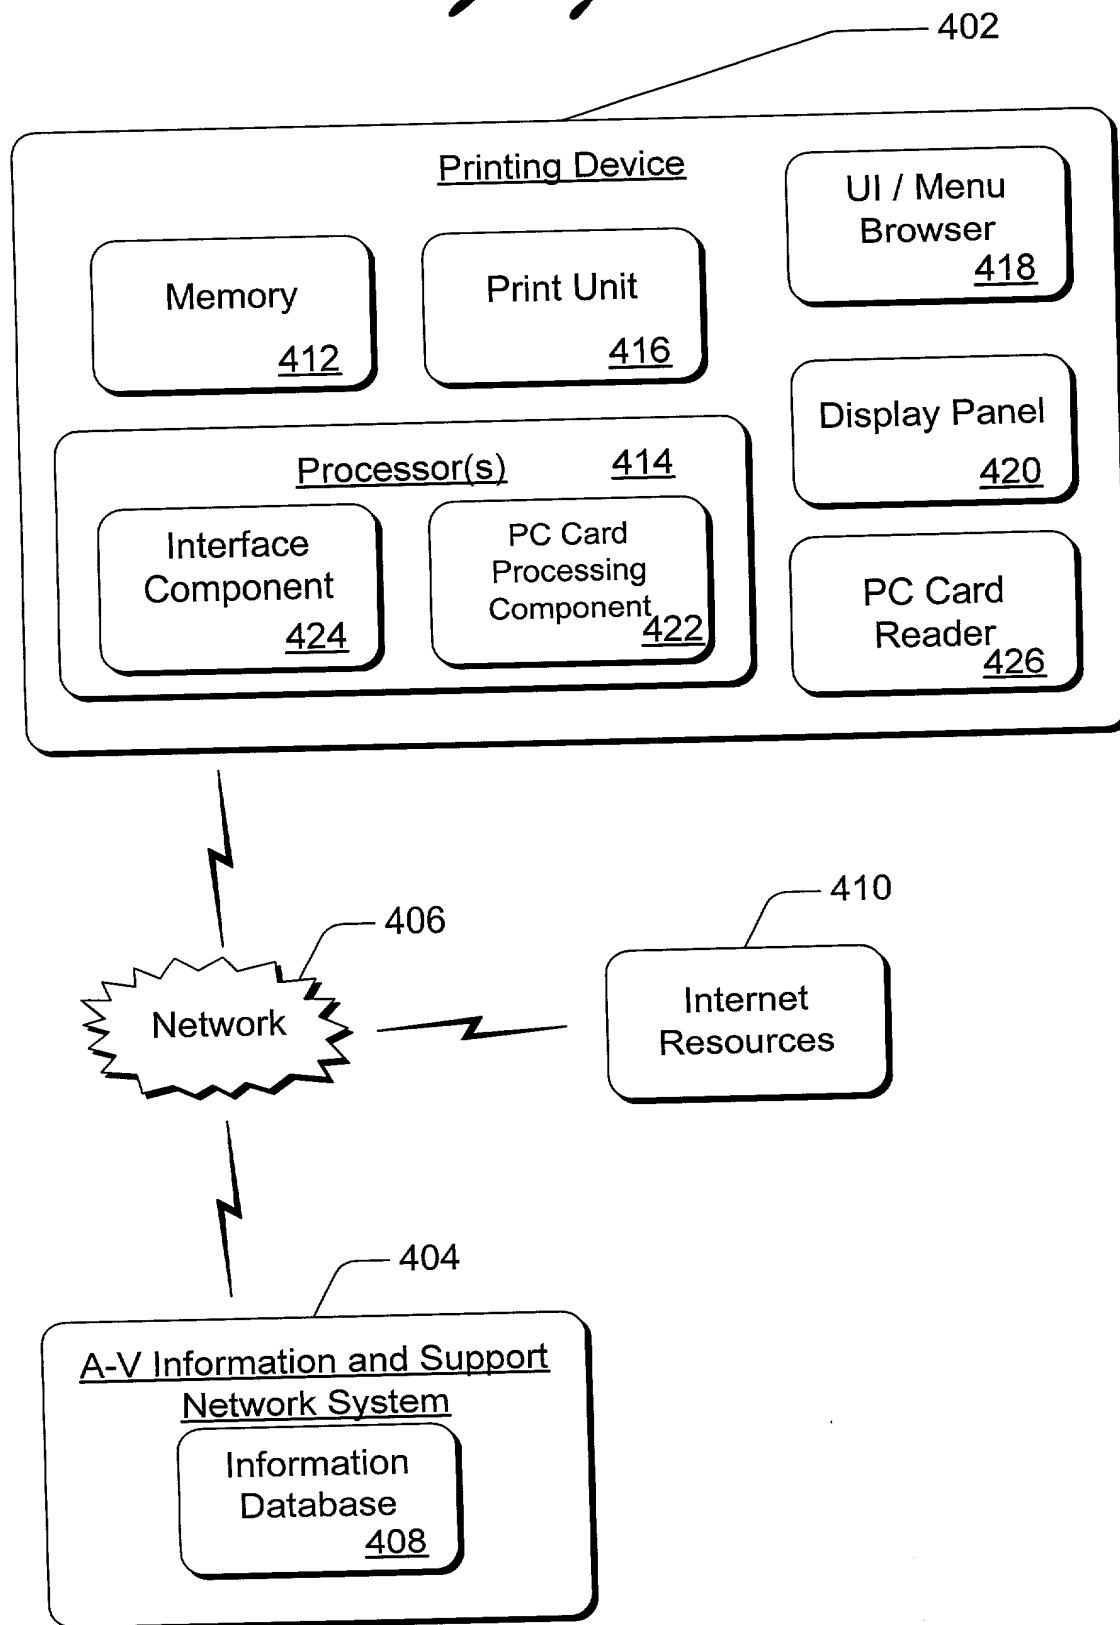 402
Printing Device
UI / Menu
Browser
418
Memory
412
Print Unit
416
Display Panel
420
Processor(s) 414
Interface
Component
424
PC Card
Processing
Component
422
PC Card
Reader
426
406
Network
410
Internet
Resources
404
A-V Information and Support
Network System
Information
Database
408